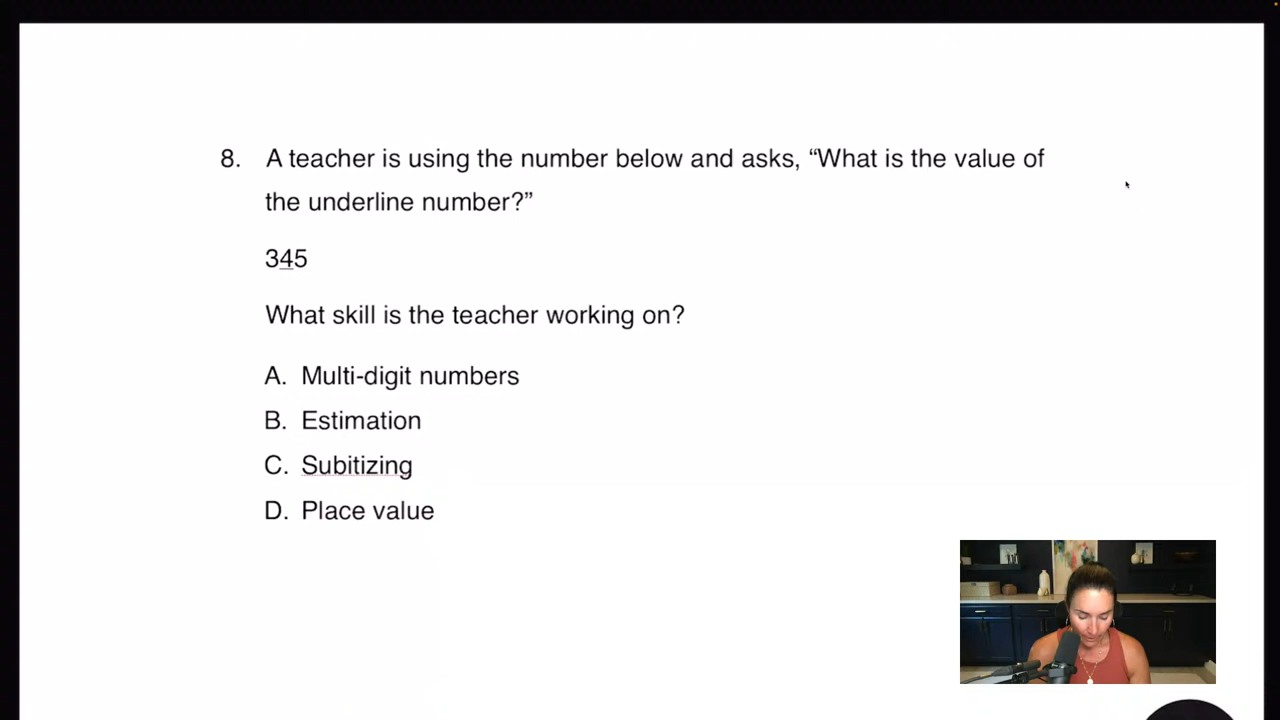 8. A teacher is using the number below and asks, “What is the value of
the underline number?”
345
What skill is the teacher working on?
A. Multi-digit numbers
B. Estimation
C. Subitizing
D. Place value